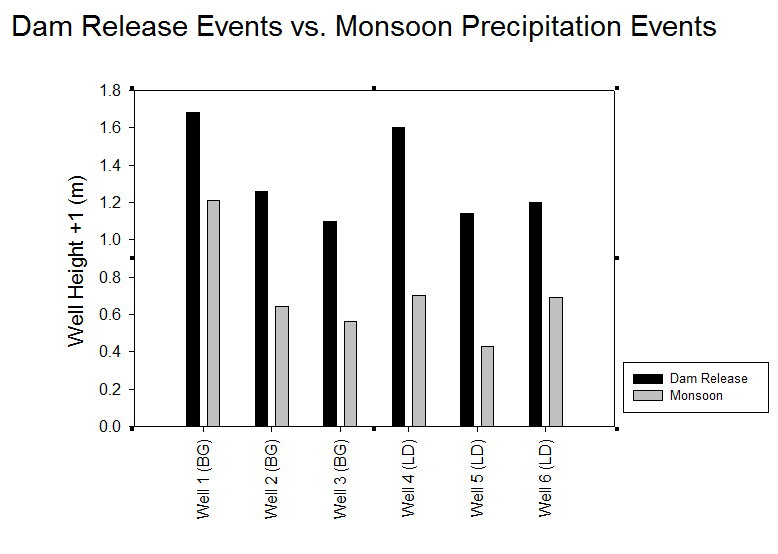 Dam Release Events vs. Monsoon Precipitation Events
1.8
1.6
1.4
1.2
1.0
0.8
0.6
0.4
0.2
0.0
Well Height +1 (m)
Well 1 (BG)
Well 2 (BG)
Well 3 (BG)
Well 4 (LD)
Well 5 (LD)
Well 6 (LD)
Dam Release
Monsoon